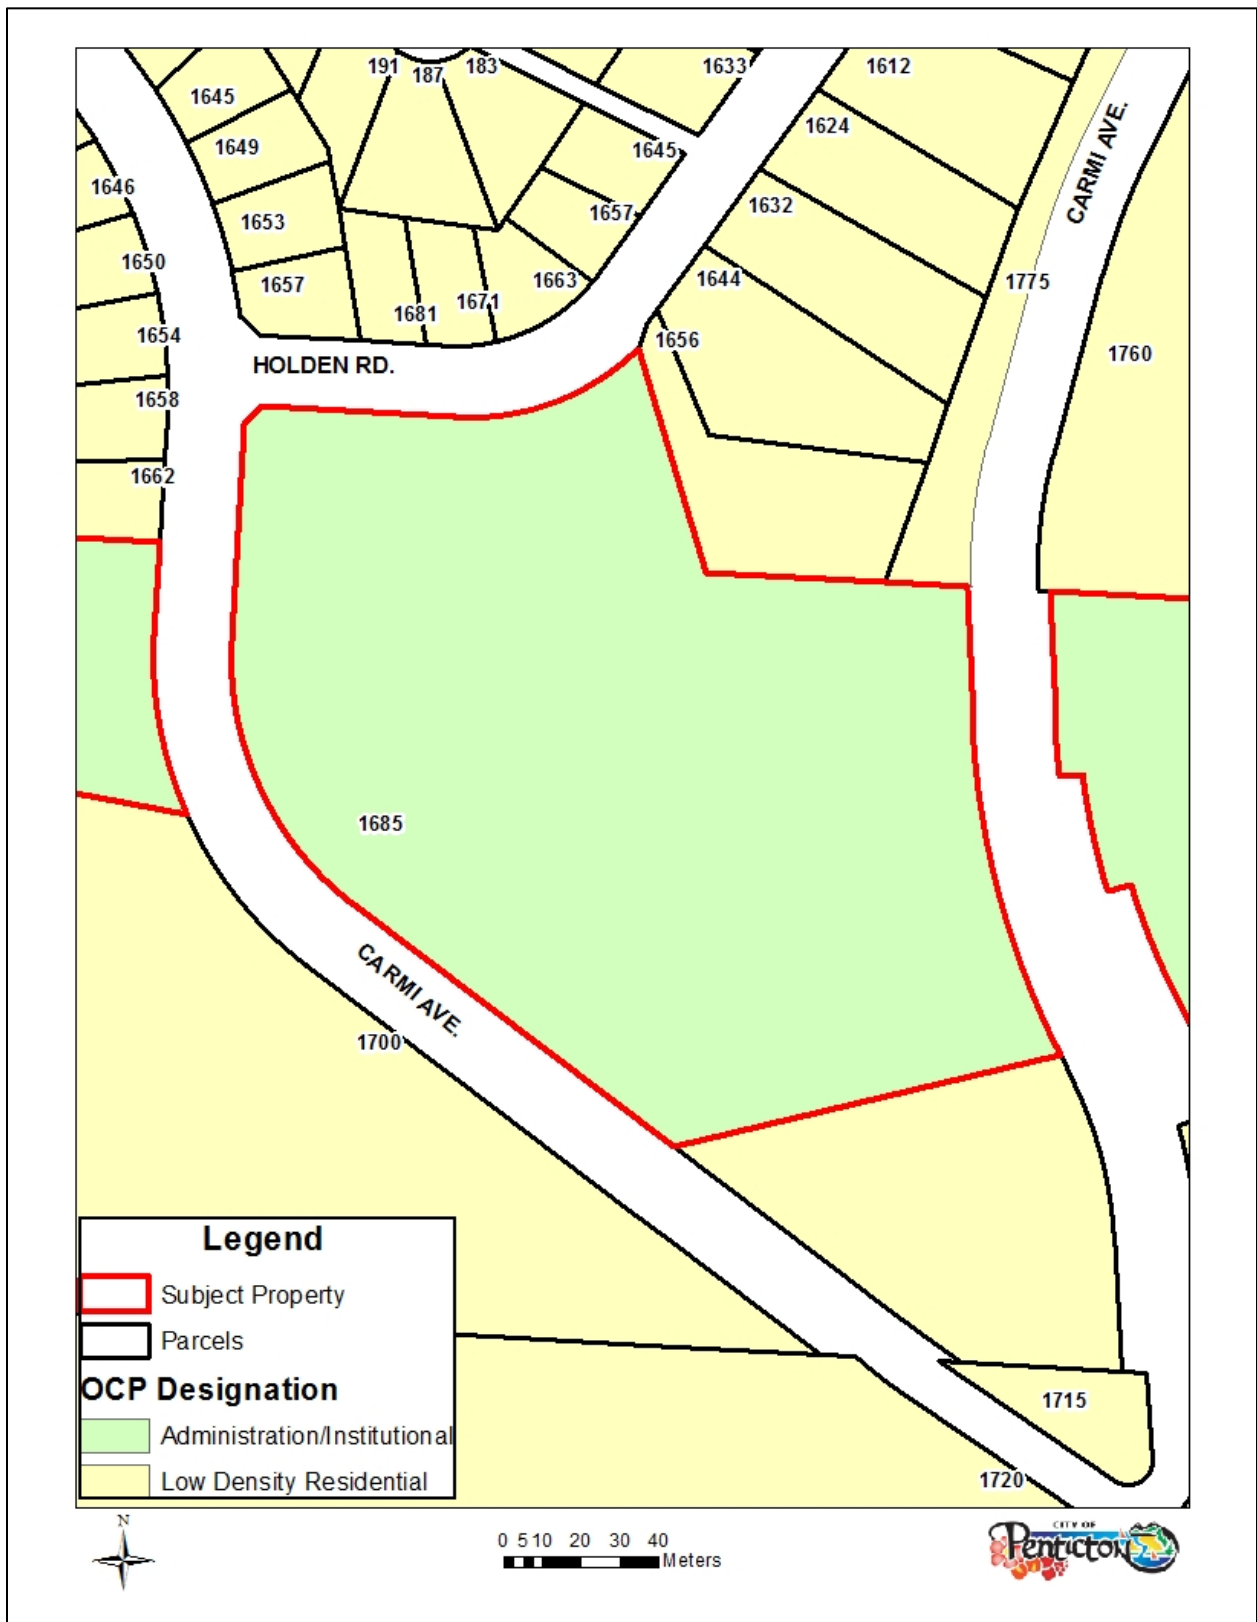 191
187
183
1633
1612
1645
1624
1649
1645
1646
1653
1657
1632
CARMI AVE.
1650
1657
1663
1644
1775
1681
1671
1654
1656
1760
HOLDEN RD.
1658
1662
1685
CARMI AVE.
1700
Legend
Subject Property
Parcels
OCP Designation
Administration/Institutional
Low Density Residential
1715
1720
N
0 5 10 20 30 40
Meters
CITY OF
Penticton